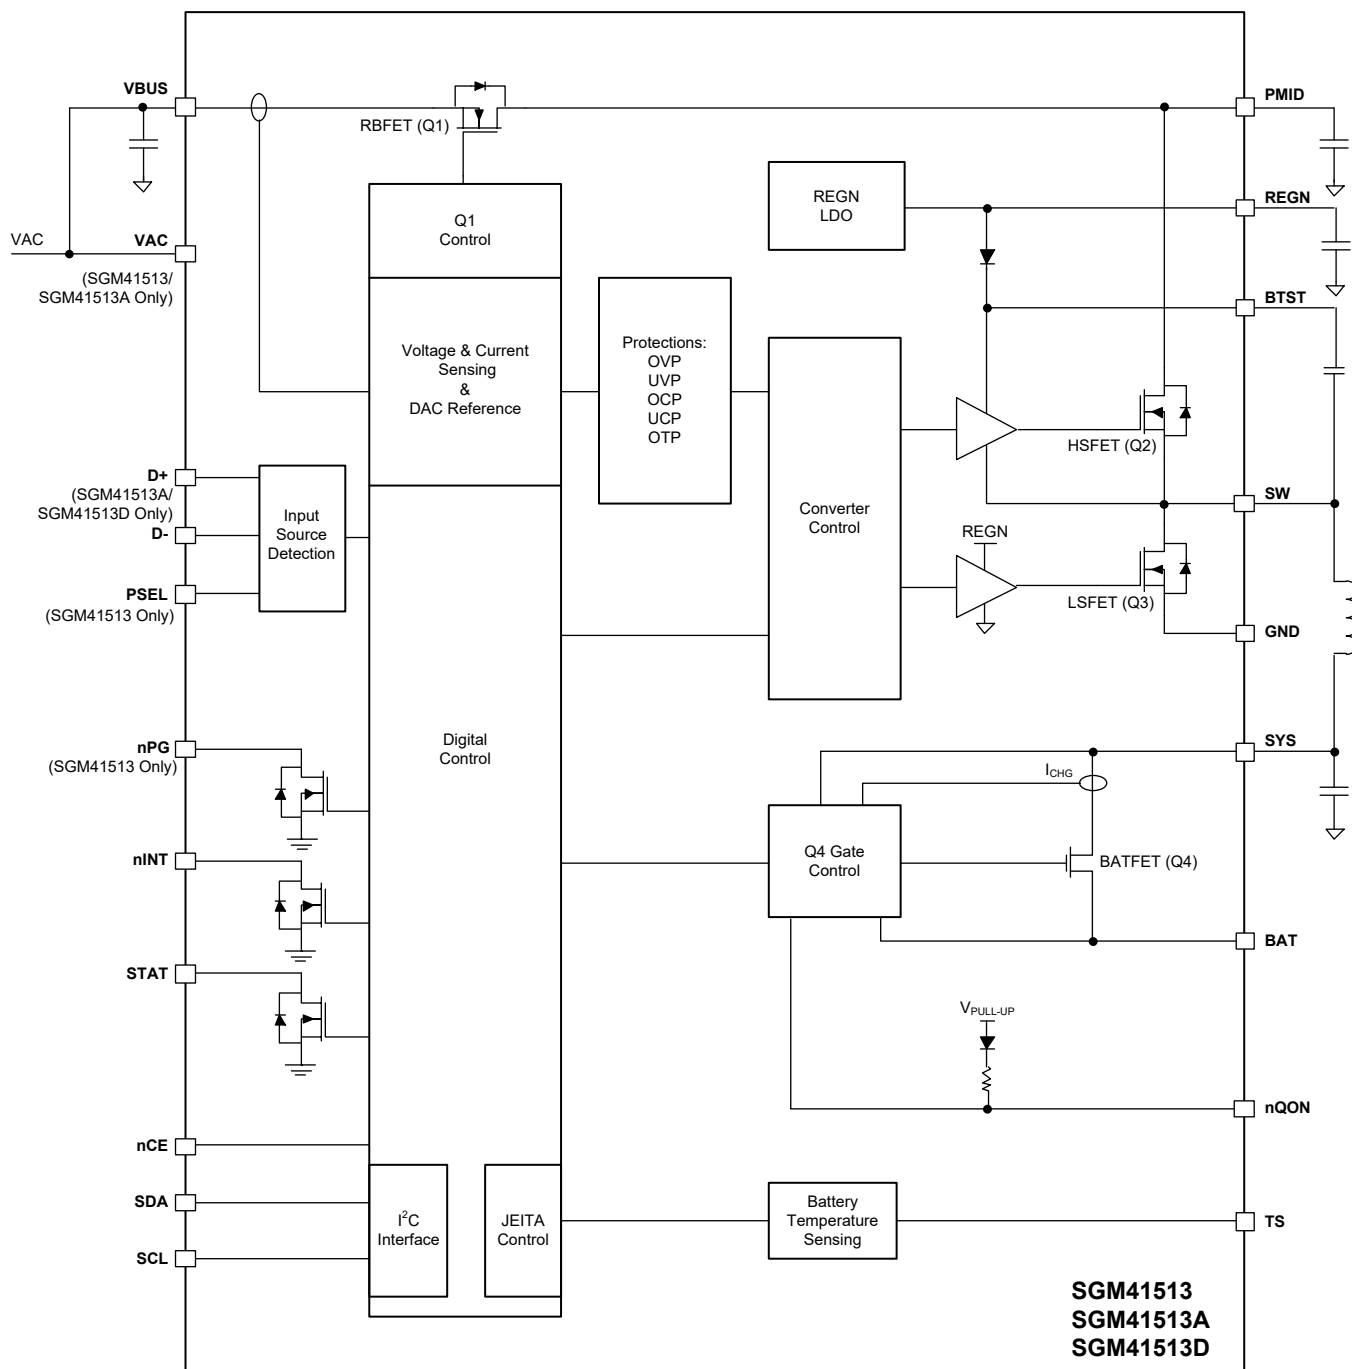 VBUS
PMID
RBFET (Q1)
REGN
LDO
REGN
Q1
Control
VAC
VAC
(SGM41513/
SGM41513A Only)
BTST
Voltage & Current
Sensing
&
DAC Reference
Protections:
OVP
UVP
OCP
UCP
OTP
HSFET (Q2)
D+
(SGM41513A/
SGM41513D Only)
D-
PSEL
(SGM41513 Only)
Input
Source
Detection
Converter
Control
SW
REGN
LSFET (Q3)
GND
nPG
(SGM41513 Only)
Digital
Control
SYS
ICHG
Q4 Gate
Control
BATFET (Q4)
nINT
BAT
STAT
VPULL-UP
nQON
nCE
SDA
SCL
I²C
Interface
JEITA
Control
Battery
Temperature
Sensing
TS
SGM41513
SGM41513A
SGM41513D